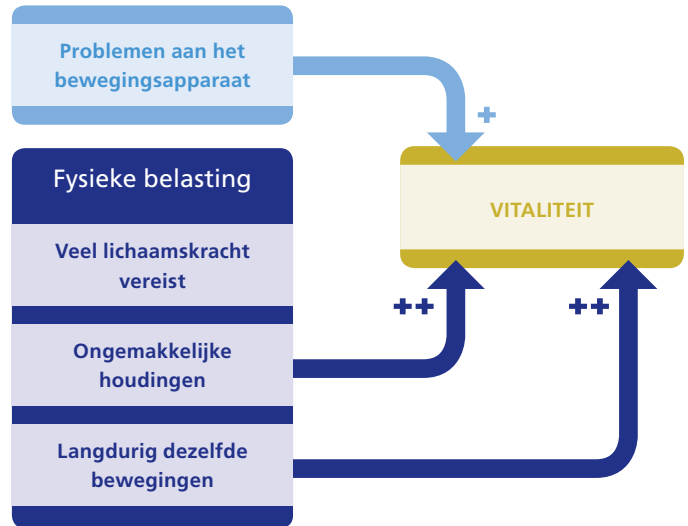 Problemen aan het
bewegingsapparaat
+
Fysieke belasting
VITALITEIT
Veel lichaamskracht
vereist
++
++
Ongemakkelijke
houdingen
Langdurig dezelfde
bewegingen